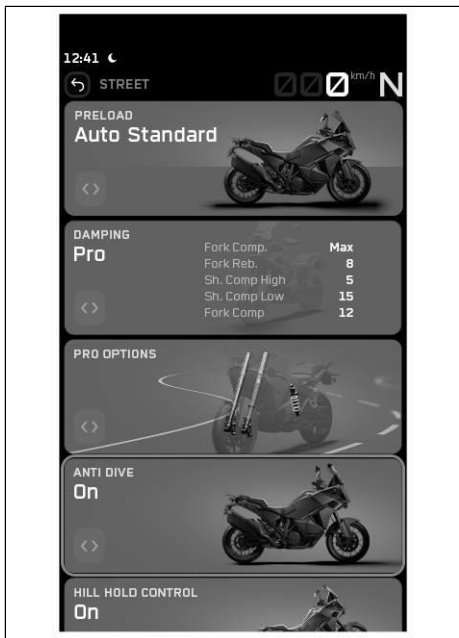 12:41
STREET
000 km/h N
PRELOAD
Auto Standard
DAMPING
Pro
Fork Comp. Max
Fork Reb. 8
Sh. Comp High 5
Sh. Comp Low 15
Fork Comp 12
PRO OPTIONS
ANTI DIVE
On
HILL HOLD CONTROL
On